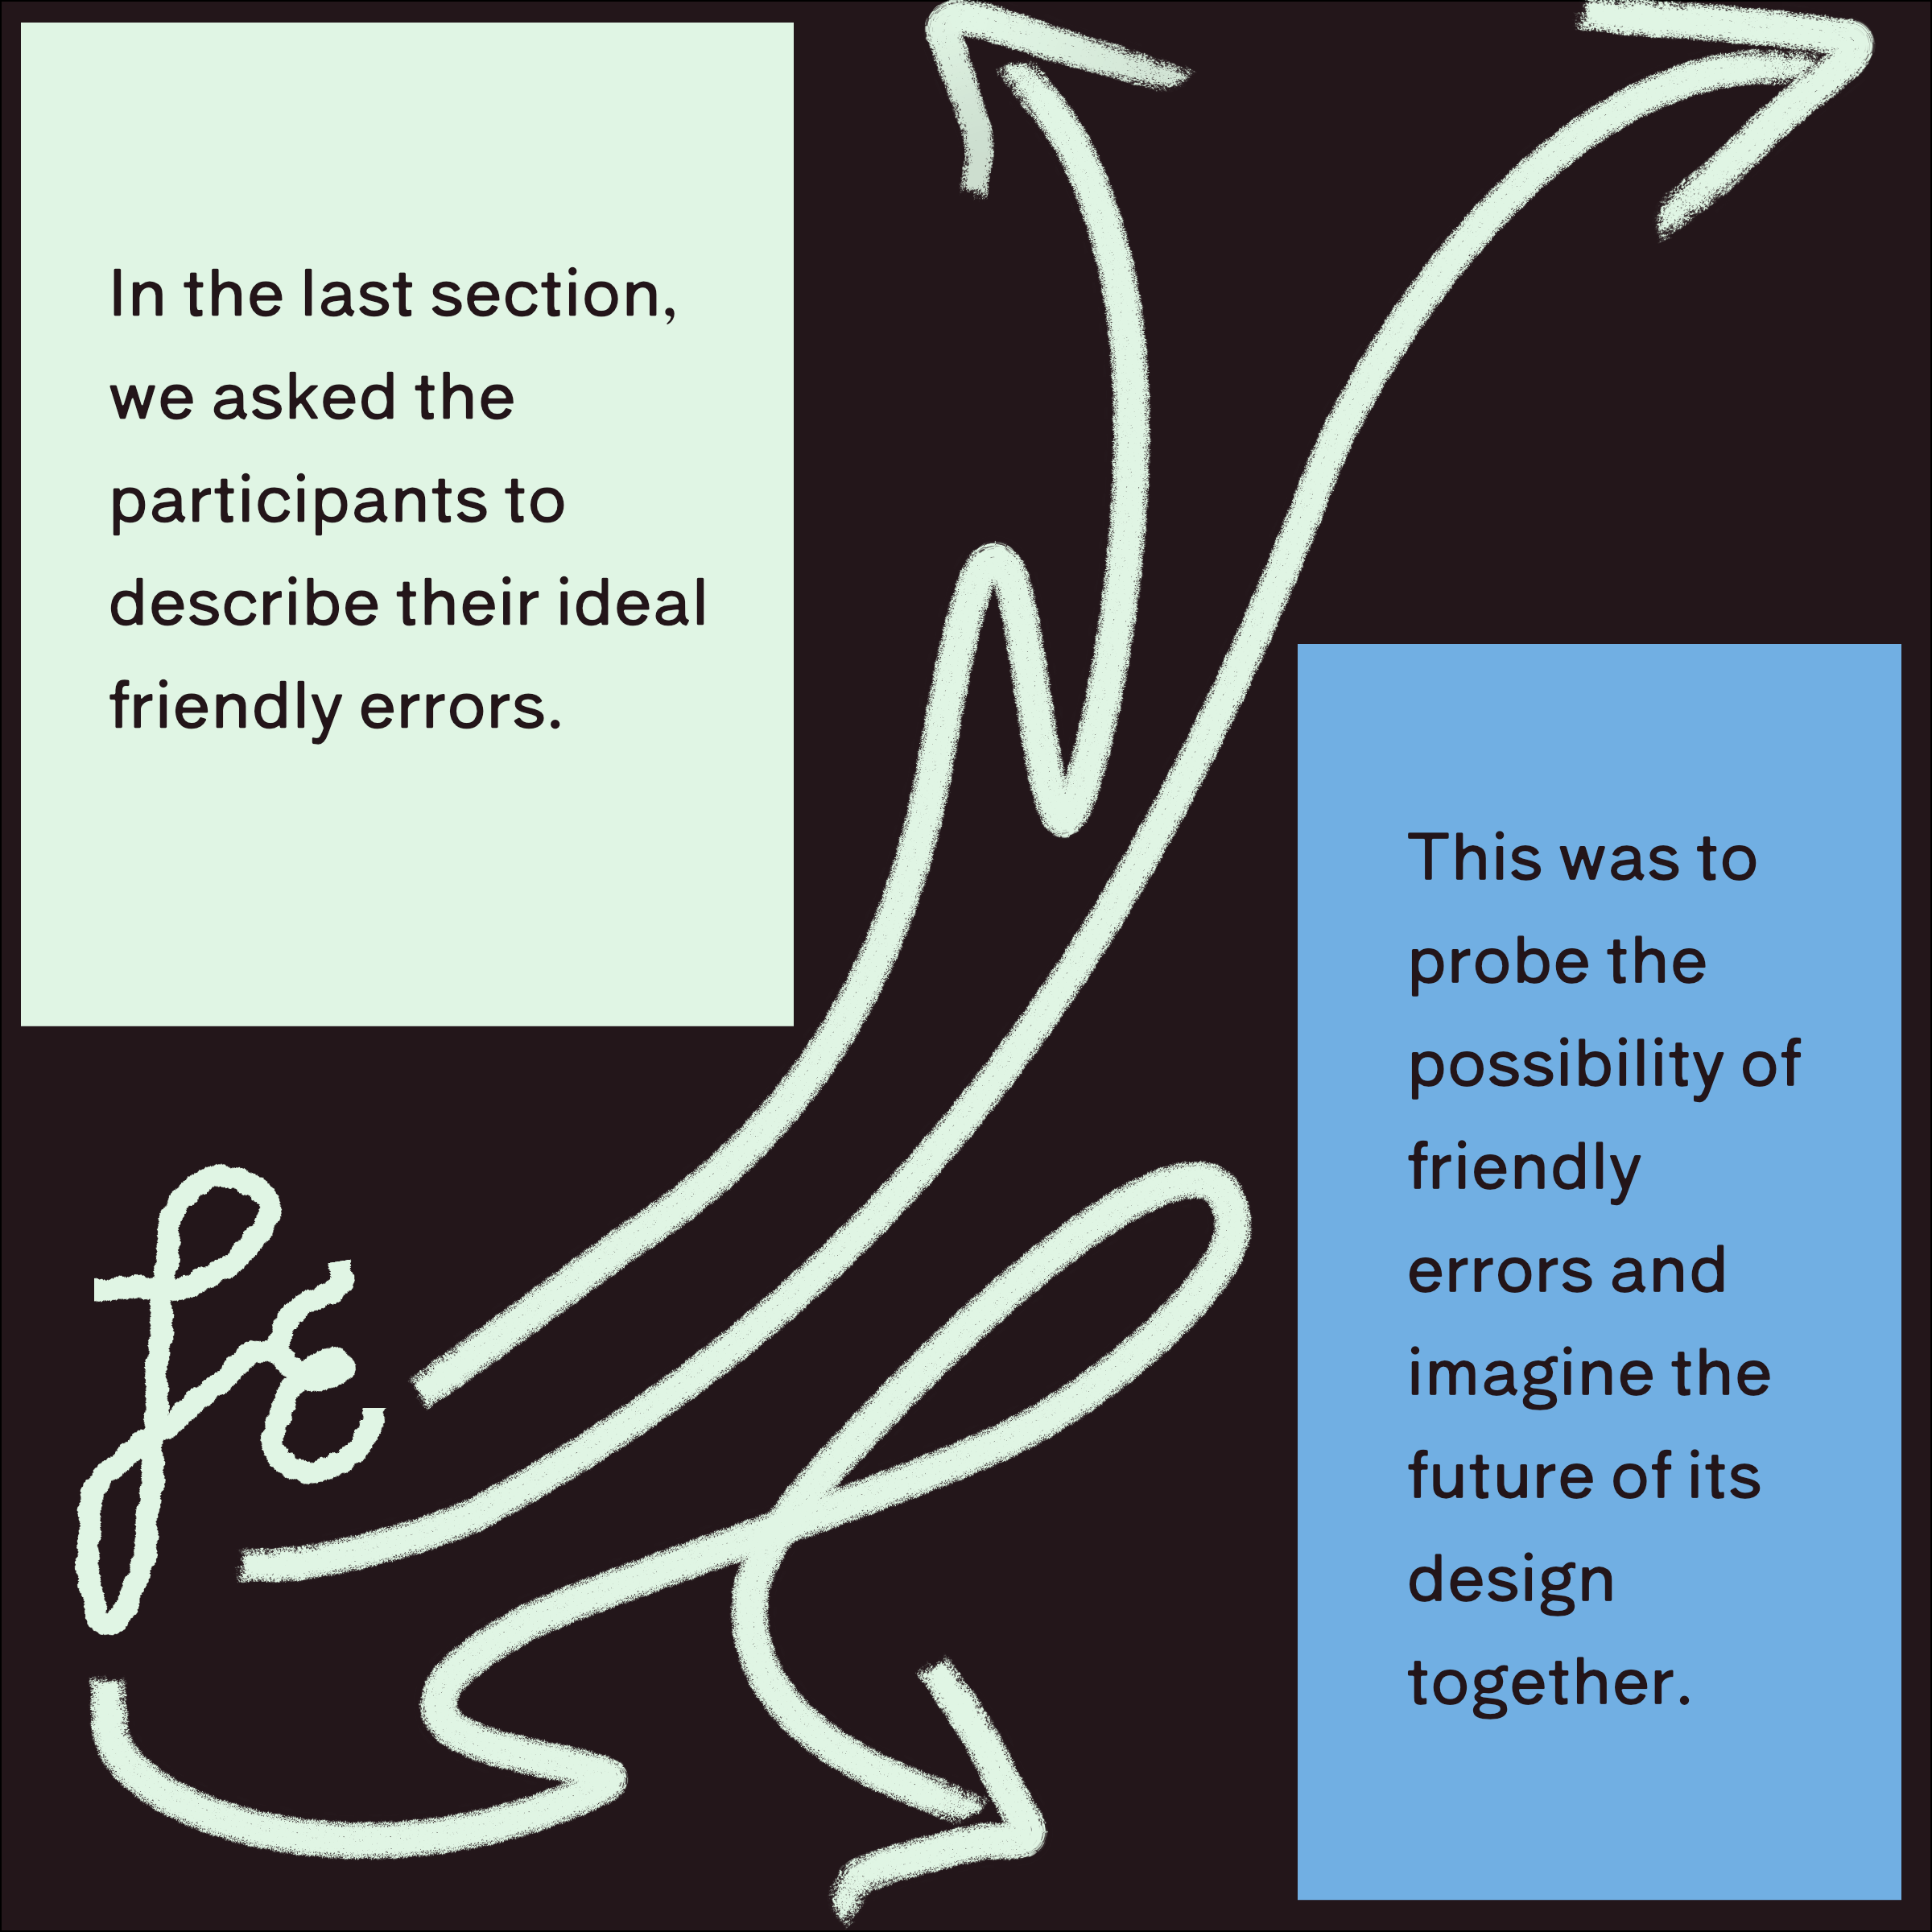 In the last section,
we asked the
participants to
describe their ideal
friendly errors.
This was to
probe the
possibility of
friendly
errors and
imagine the
future of its
design
together.
fε